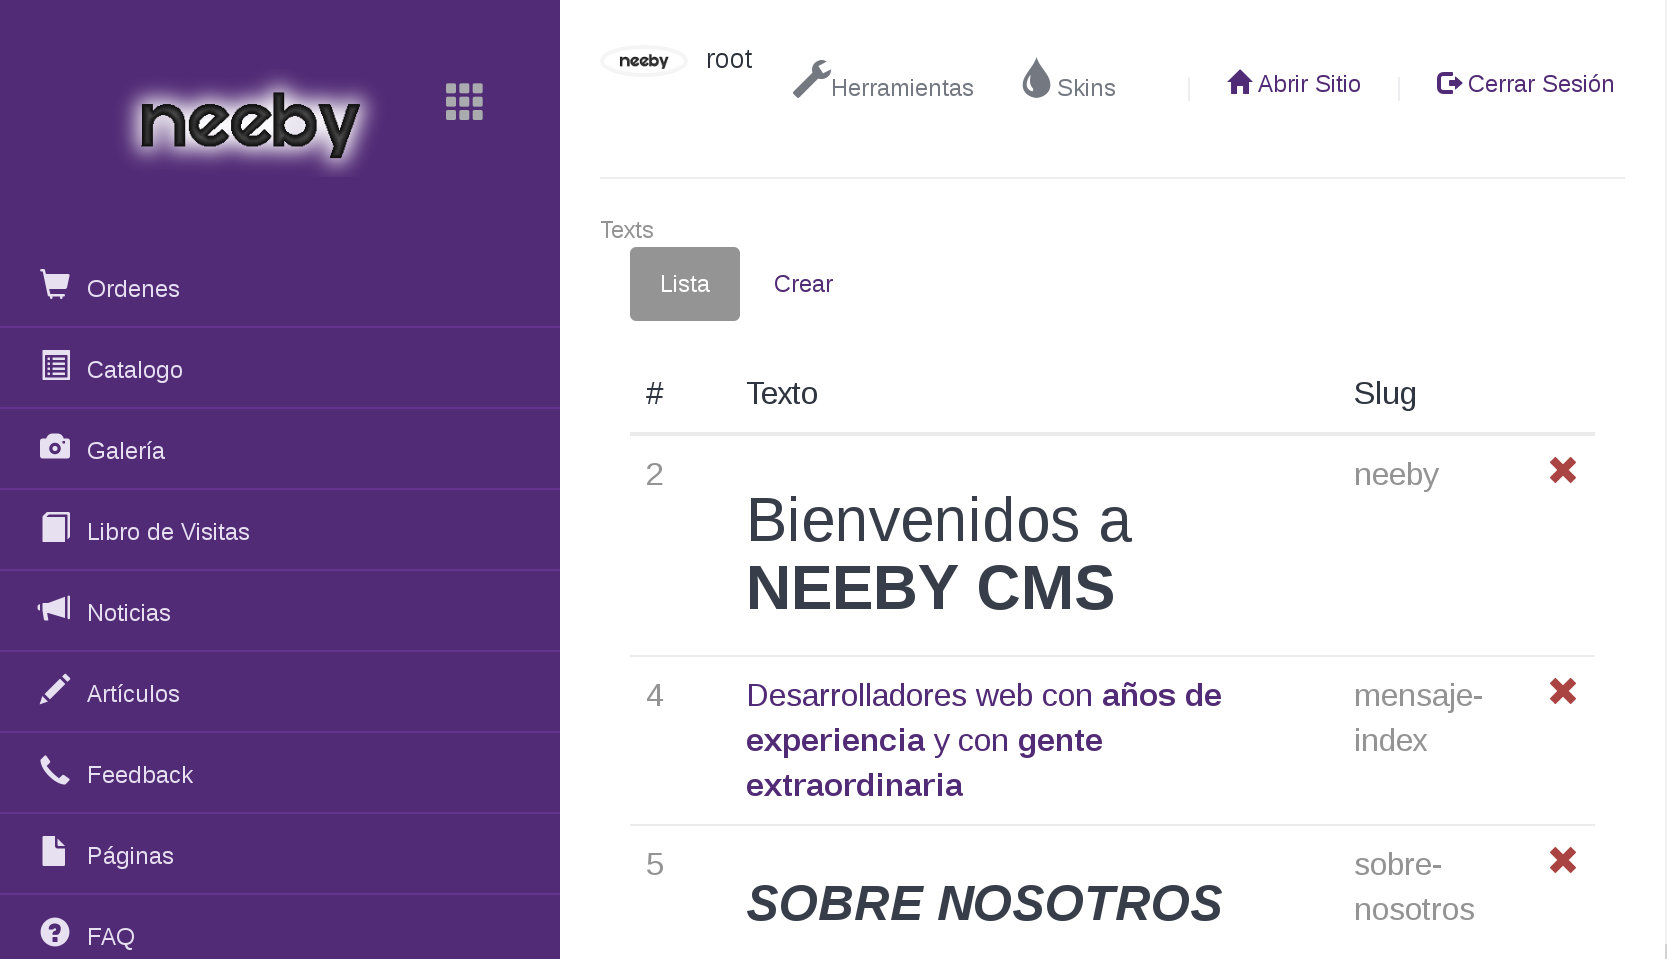 neeby
Ordenes
Catalogo
Galería
Libro de Visitas
Noticias
Artículos
Feedback
Páginas
FAQ
neeby root Herramientas Skins Abrir Sitio Cerrar Sesión
Texts
Lista Crear
# Texto Slug
2 neeby
Bienvenidos a
NEEBY CMS
4 Desarrolladores web con años de mensaje-
experiencia y con gente index
extraordinaria
5 sobre-
SOBRE NOSOTROS nosotros